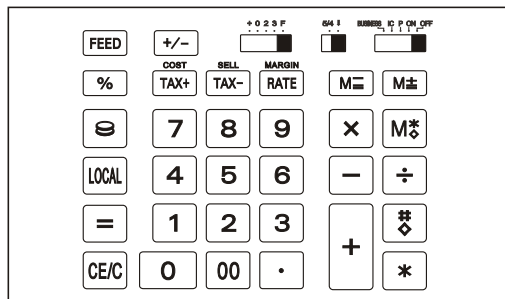 + 0 2 3 F 5/4 BUSINESS IC P ON OFF
FEED +/−
COST SELL MARGIN
% TAX+ TAX− RATE M= M±
7 8 9 × M*◇
LOCAL 4 5 6 − ÷
= 1 2 3 + #◇
CE/C 0 00 · *